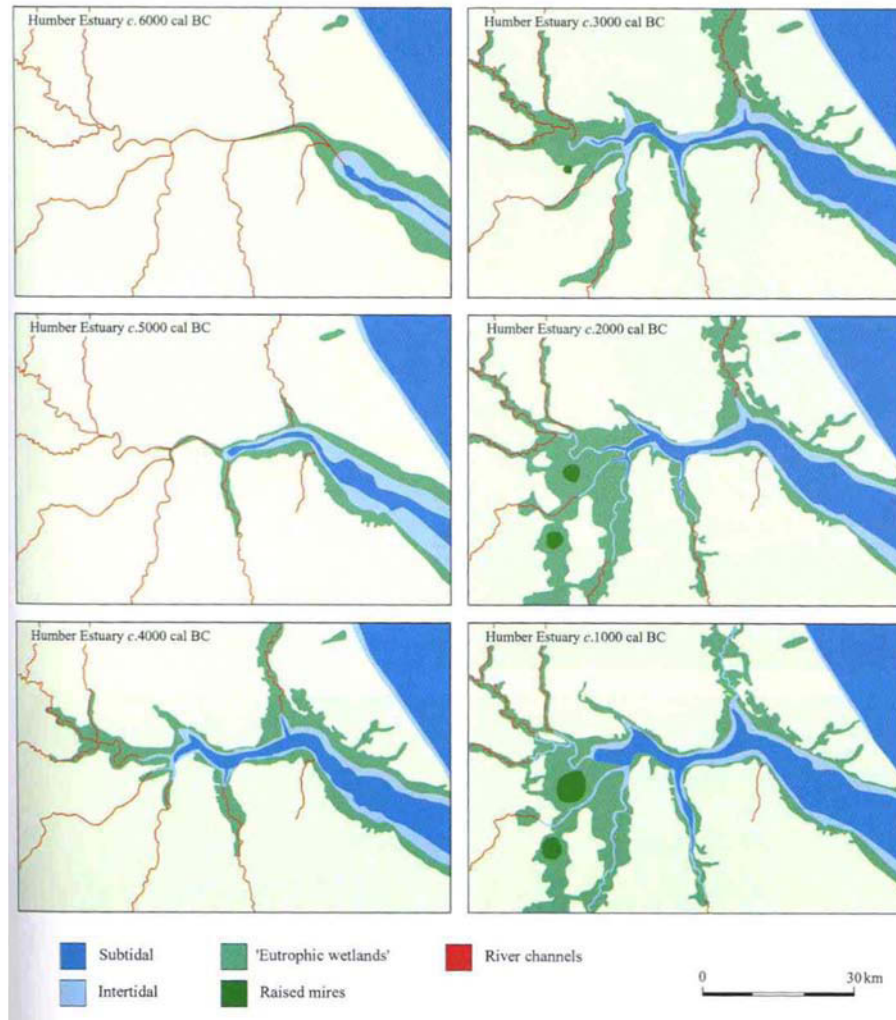 Humber Estuary c.6000 cal BC
Humber Estuary c.3000 cal BC
Humber Estuary c.5000 cal BC
Humber Estuary c.2000 cal BC
Humber Estuary c.4000 cal BC
Humber Estuary c.1000 cal BC
Subtidal
'Eutrophic wetlands'
River channels
Intertidal
Raised mires
0
30 km